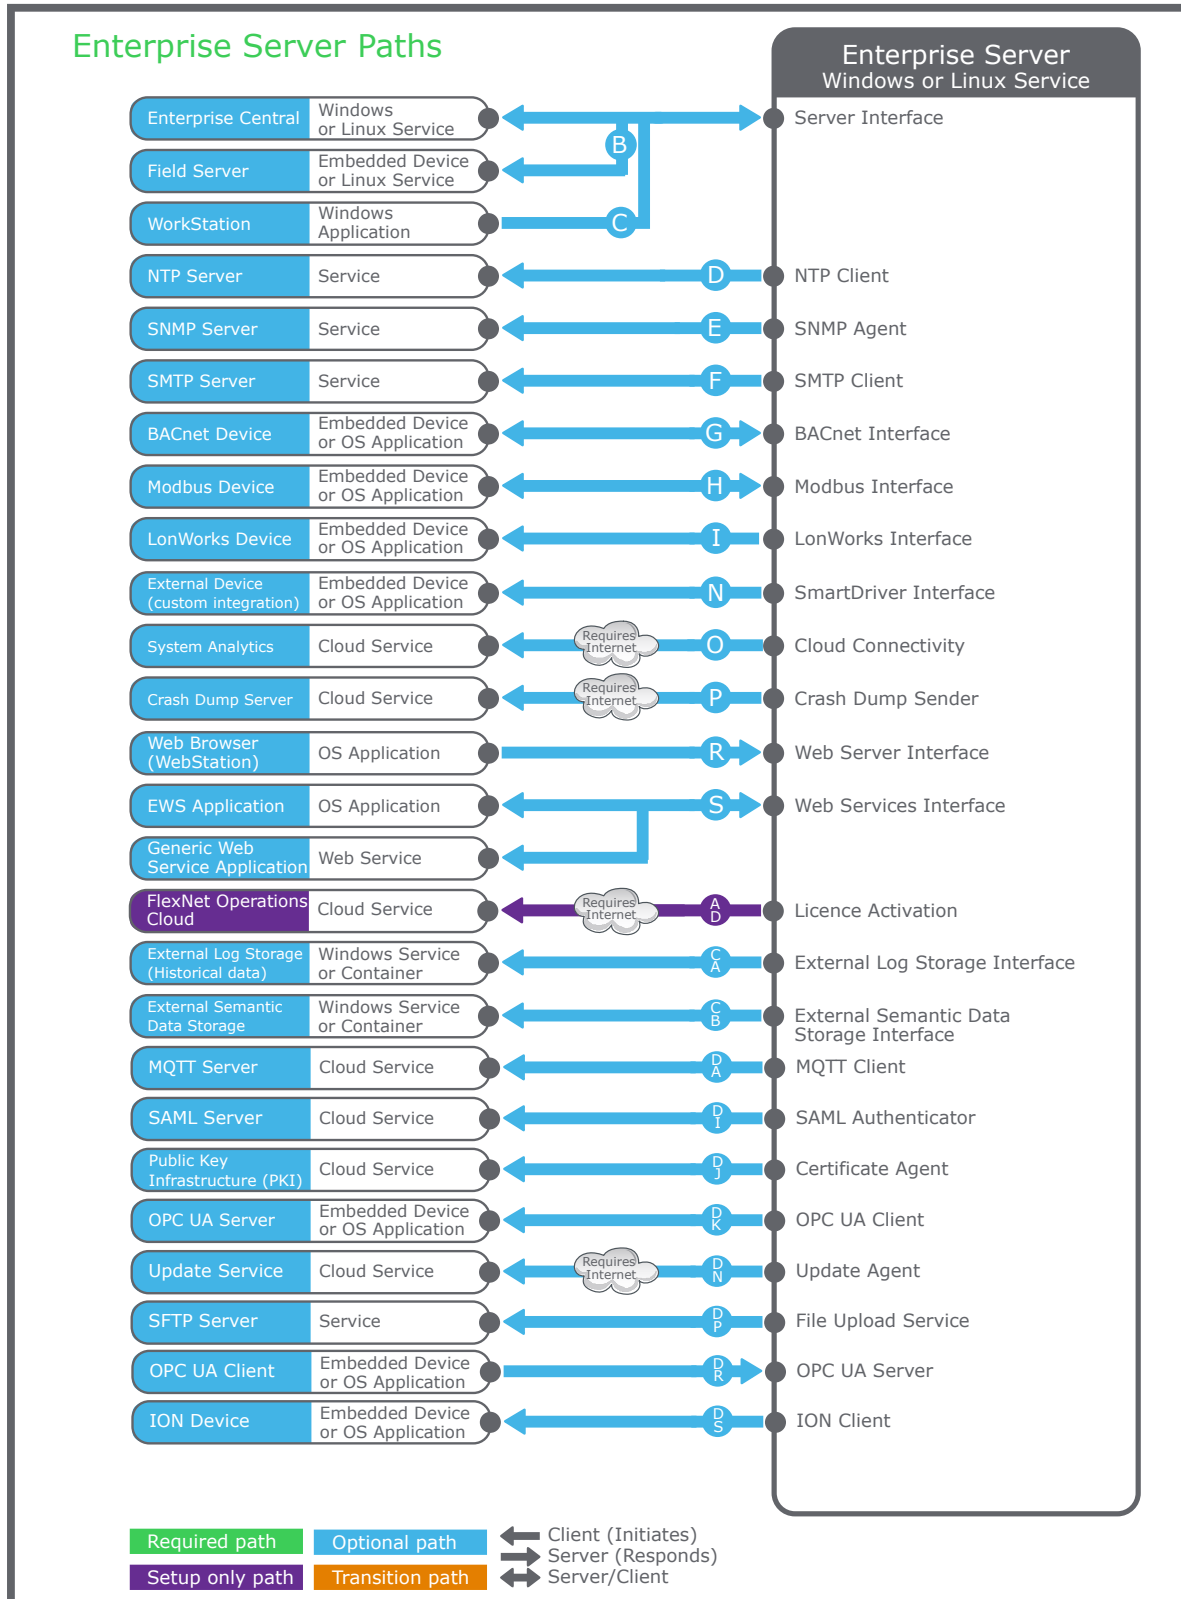 Enterprise Server Paths
Enterprise Server
Windows or Linux Service
Enterprise Central
Windows
or Linux Service
Server Interface
B
Field Server
Embedded Device
or Linux Service
WorkStation
Windows
Application
C
NTP Server
Service
D
NTP Client
SNMP Server
Service
E
SNMP Agent
SMTP Server
Service
F
SMTP Client
BACnet Device
Embedded Device
or OS Application
G
BACnet Interface
Modbus Device
Embedded Device
or OS Application
H
Modbus Interface
LonWorks Device
Embedded Device
or OS Application
I
LonWorks Interface
External Device
(custom integration)
Embedded Device
or OS Application
N
SmartDriver Interface
System Analytics
Cloud Service
Requires
Internet
O
Cloud Connectivity
Crash Dump Server
Cloud Service
Requires
Internet
P
Crash Dump Sender
Web Browser
(WebStation)
OS Application
R
Web Server Interface
EWS Application
OS Application
S
Web Services Interface
Generic Web
Service Application
Web Service
FlexNet Operations
Cloud
Cloud Service
Requires
Internet
A
D
Licence Activation
External Log Storage
(Historical data)
Windows Service
or Container
C
A
External Log Storage Interface
External Semantic
Data Storage
Windows Service
or Container
C
B
External Semantic Data
Storage Interface
MQTT Server
Cloud Service
D
A
MQTT Client
SAML Server
Cloud Service
D
I
SAML Authenticator
Public Key
Infrastructure (PKI)
Cloud Service
D
J
Certificate Agent
OPC UA Server
Embedded Device
or OS Application
D
K
OPC UA Client
Update Service
Cloud Service
Requires
Internet
D
N
Update Agent
SFTP Server
Service
D
P
File Upload Service
OPC UA Client
Embedded Device
or OS Application
D
R
OPC UA Server
ION Device
Embedded Device
or OS Application
D
S
ION Client
Required path
Optional path
Client (Initiates)
Server (Responds)
Setup only path
Transition path
Server/Client